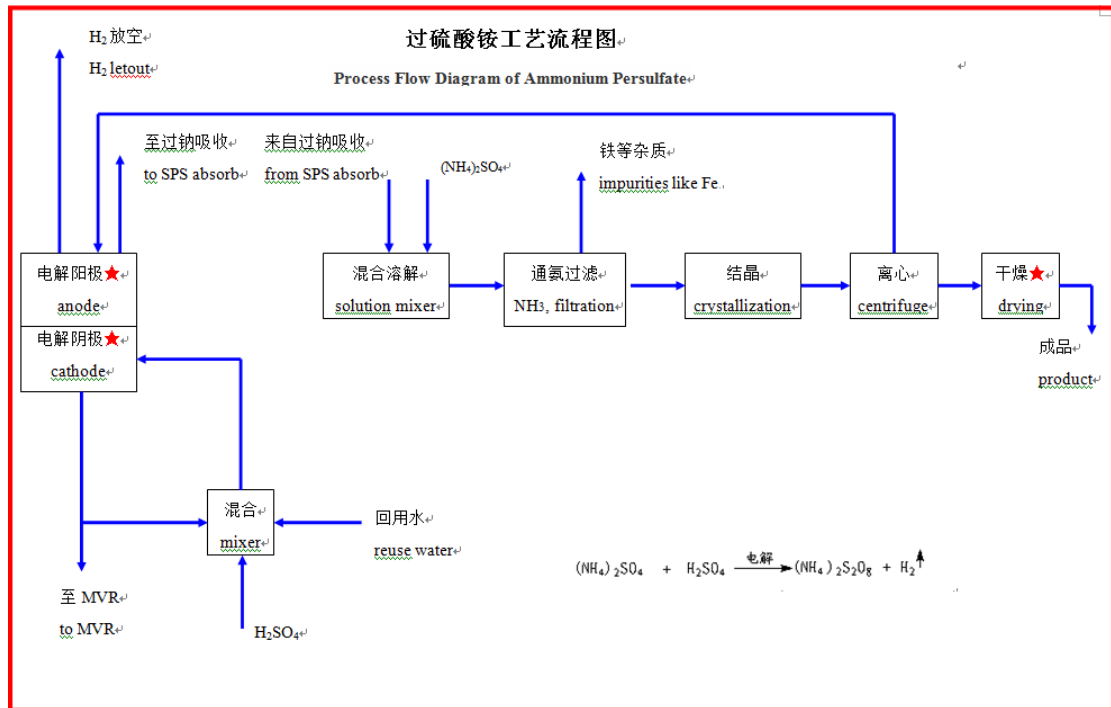 过硫酸铵工艺流程图
Process Flow Diagram of Ammonium Persulfate
H₂ 放空
H₂ letout
至过钠吸收
to SPS absorb
来自过钠吸收
from SPS absorb
(NH₄)₂SO₄
铁等杂质
impurities like Fe.
电解阳极★
anode
电解阴极★
cathode
混合溶解
solution mixer
通氨过滤
NH3, filtration
结晶
crystallization
离心
centrifuge
干燥★
drying
成品
product
混合
mixer
回用水
reuse water
至 MVR
to MVR
H₂SO₄
电解
(NH₄)₂SO₄ + H₂SO₄ → (NH₄)₂S₂O₈ + H₂↑